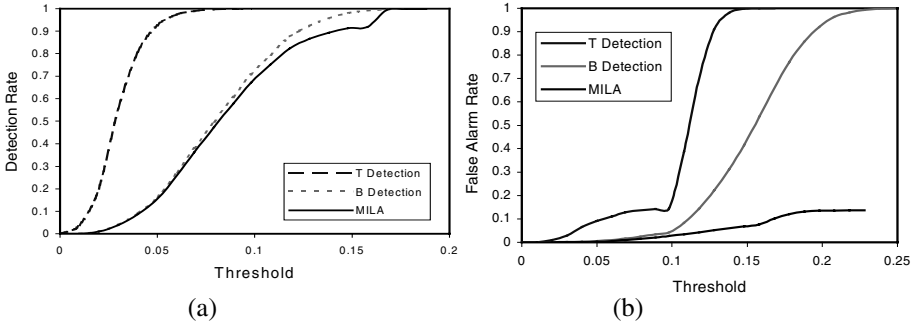 Detection Rate
1
0.9
0.8
0.7
0.6
0.5
0.4
0.3
0.2
0.1
0
0
0.05
0.1
0.15
0.2
Threshold
T Detection
B Detection
MILA
(a)
False Alarm Rate
1
0.9
0.8
0.7
0.6
0.5
0.4
0.3
0.2
0.1
0
0
0.05
0.1
0.15
0.2
0.25
Threshold
T Detection
B Detection
MILA
(b)